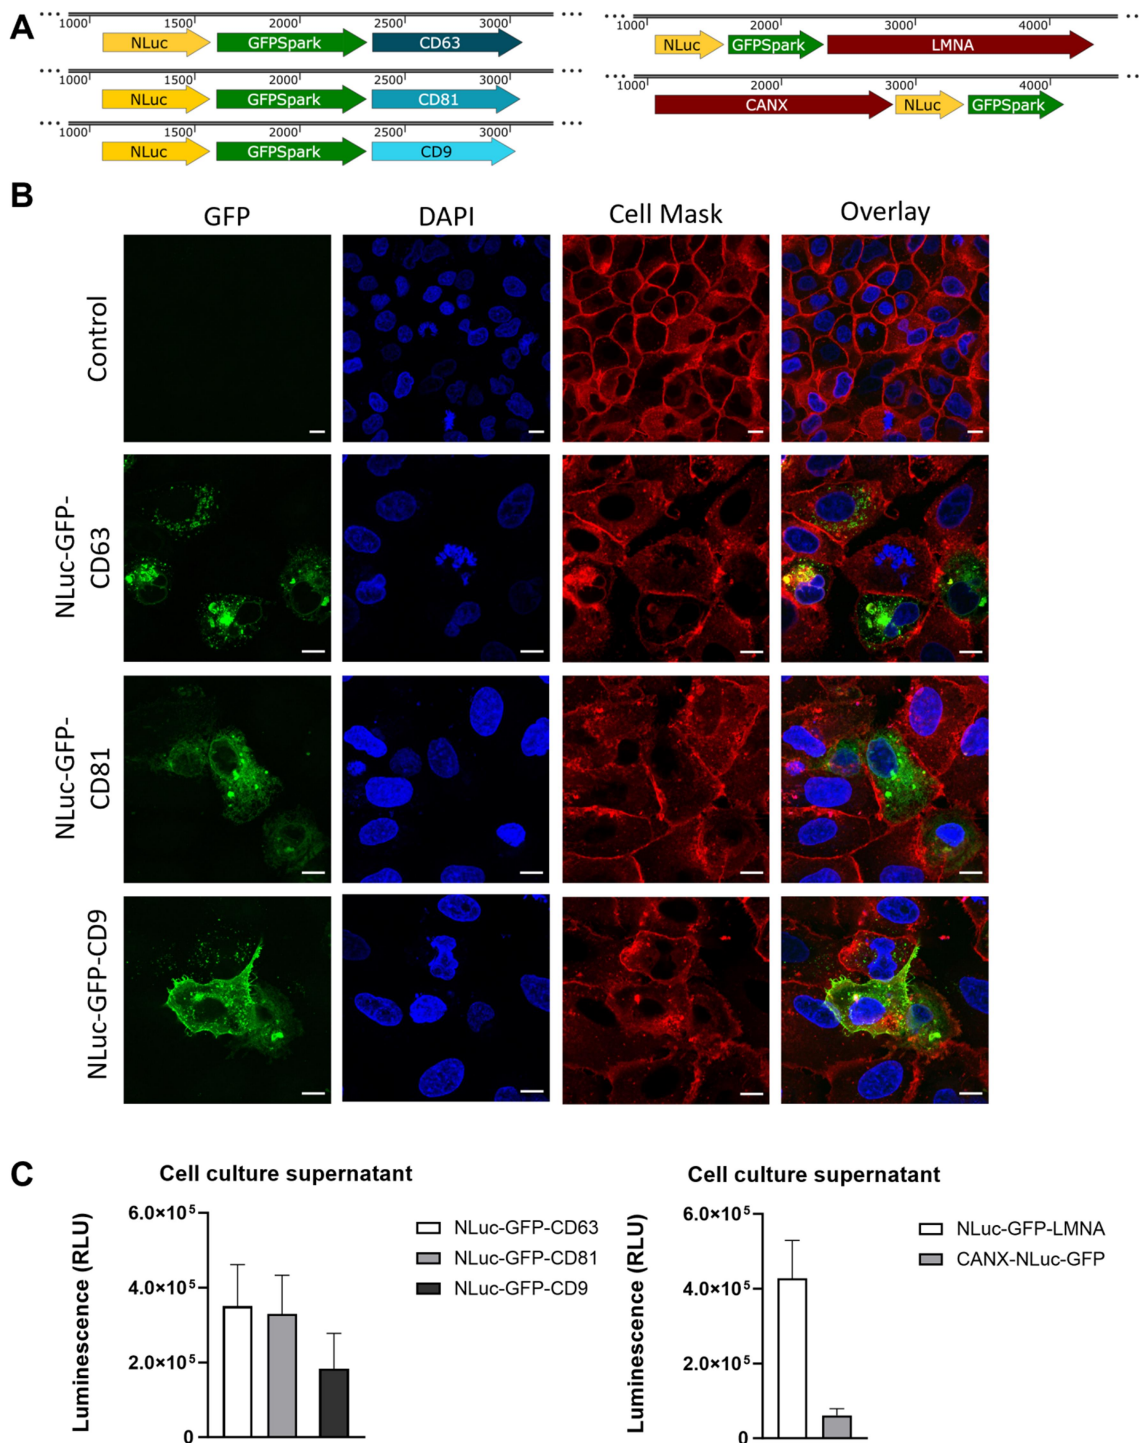 A
1000 1500 2000 2500 3000
NLuc GFPSpark CD63
1000 1500 2000 2500 3000
NLuc GFPSpark CD81
1000 1500 2000 2500 3000
NLuc GFPSpark CD9
1000 2000 3000 4000
NLuc GFPSpark LMNA
1000 2000 3000 4000
CANX NLuc GFPSpark
B
GFP DAPI Cell Mask Overlay
Control
NLuc-GFP-
CD63
NLuc-GFP-
CD81
NLuc-GFP-CD9
C
Cell culture supernatant
Luminescence (RLU)
6.0×10⁵
4.0×10⁵
2.0×10⁵
0
NLuc-GFP-CD63
NLuc-GFP-CD81
NLuc-GFP-CD9
Cell culture supernatant
Luminescence (RLU)
6.0×10⁵
4.0×10⁵
2.0×10⁵
0
NLuc-GFP-LMNA
CANX-NLuc-GFP